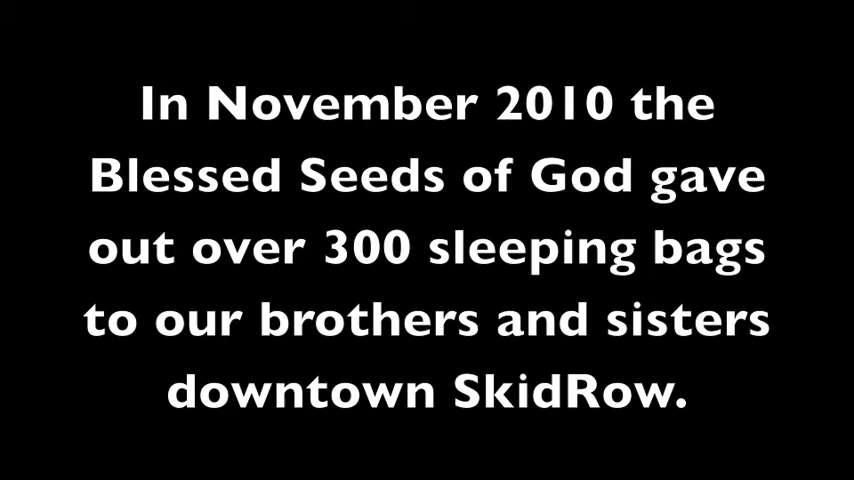 In November 2010 the
Blessed Seeds of God gave
out over 300 sleeping bags
to our brothers and sisters
downtown SkidRow.